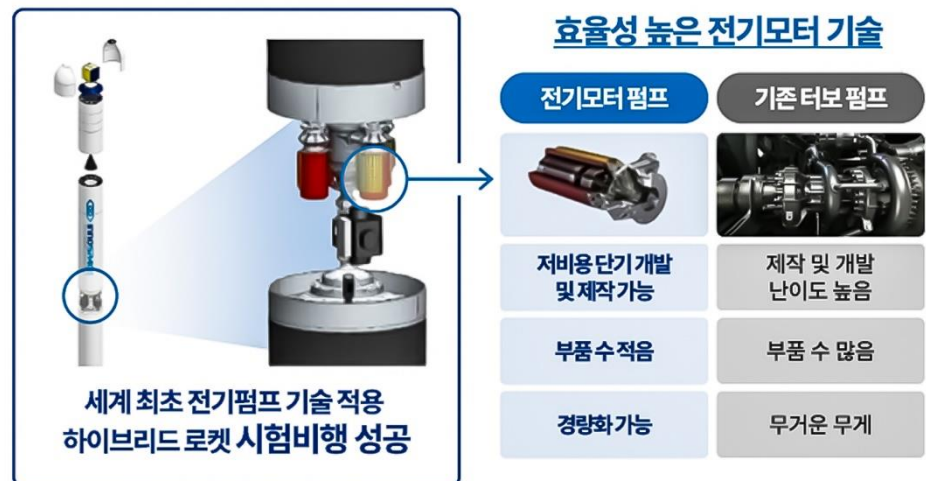 세계 최초 전기펌프 기술 적용
하이브리드 로켓 시험비행 성공
효율성 높은 전기모터 기술
전기모터 펌프
기존 터보 펌프
저비용 단기 개발
및 제작 가능
제작 및 개발
난이도 높음
부품 수 적음
부품 수 많음
경량화 가능
무거운 무게